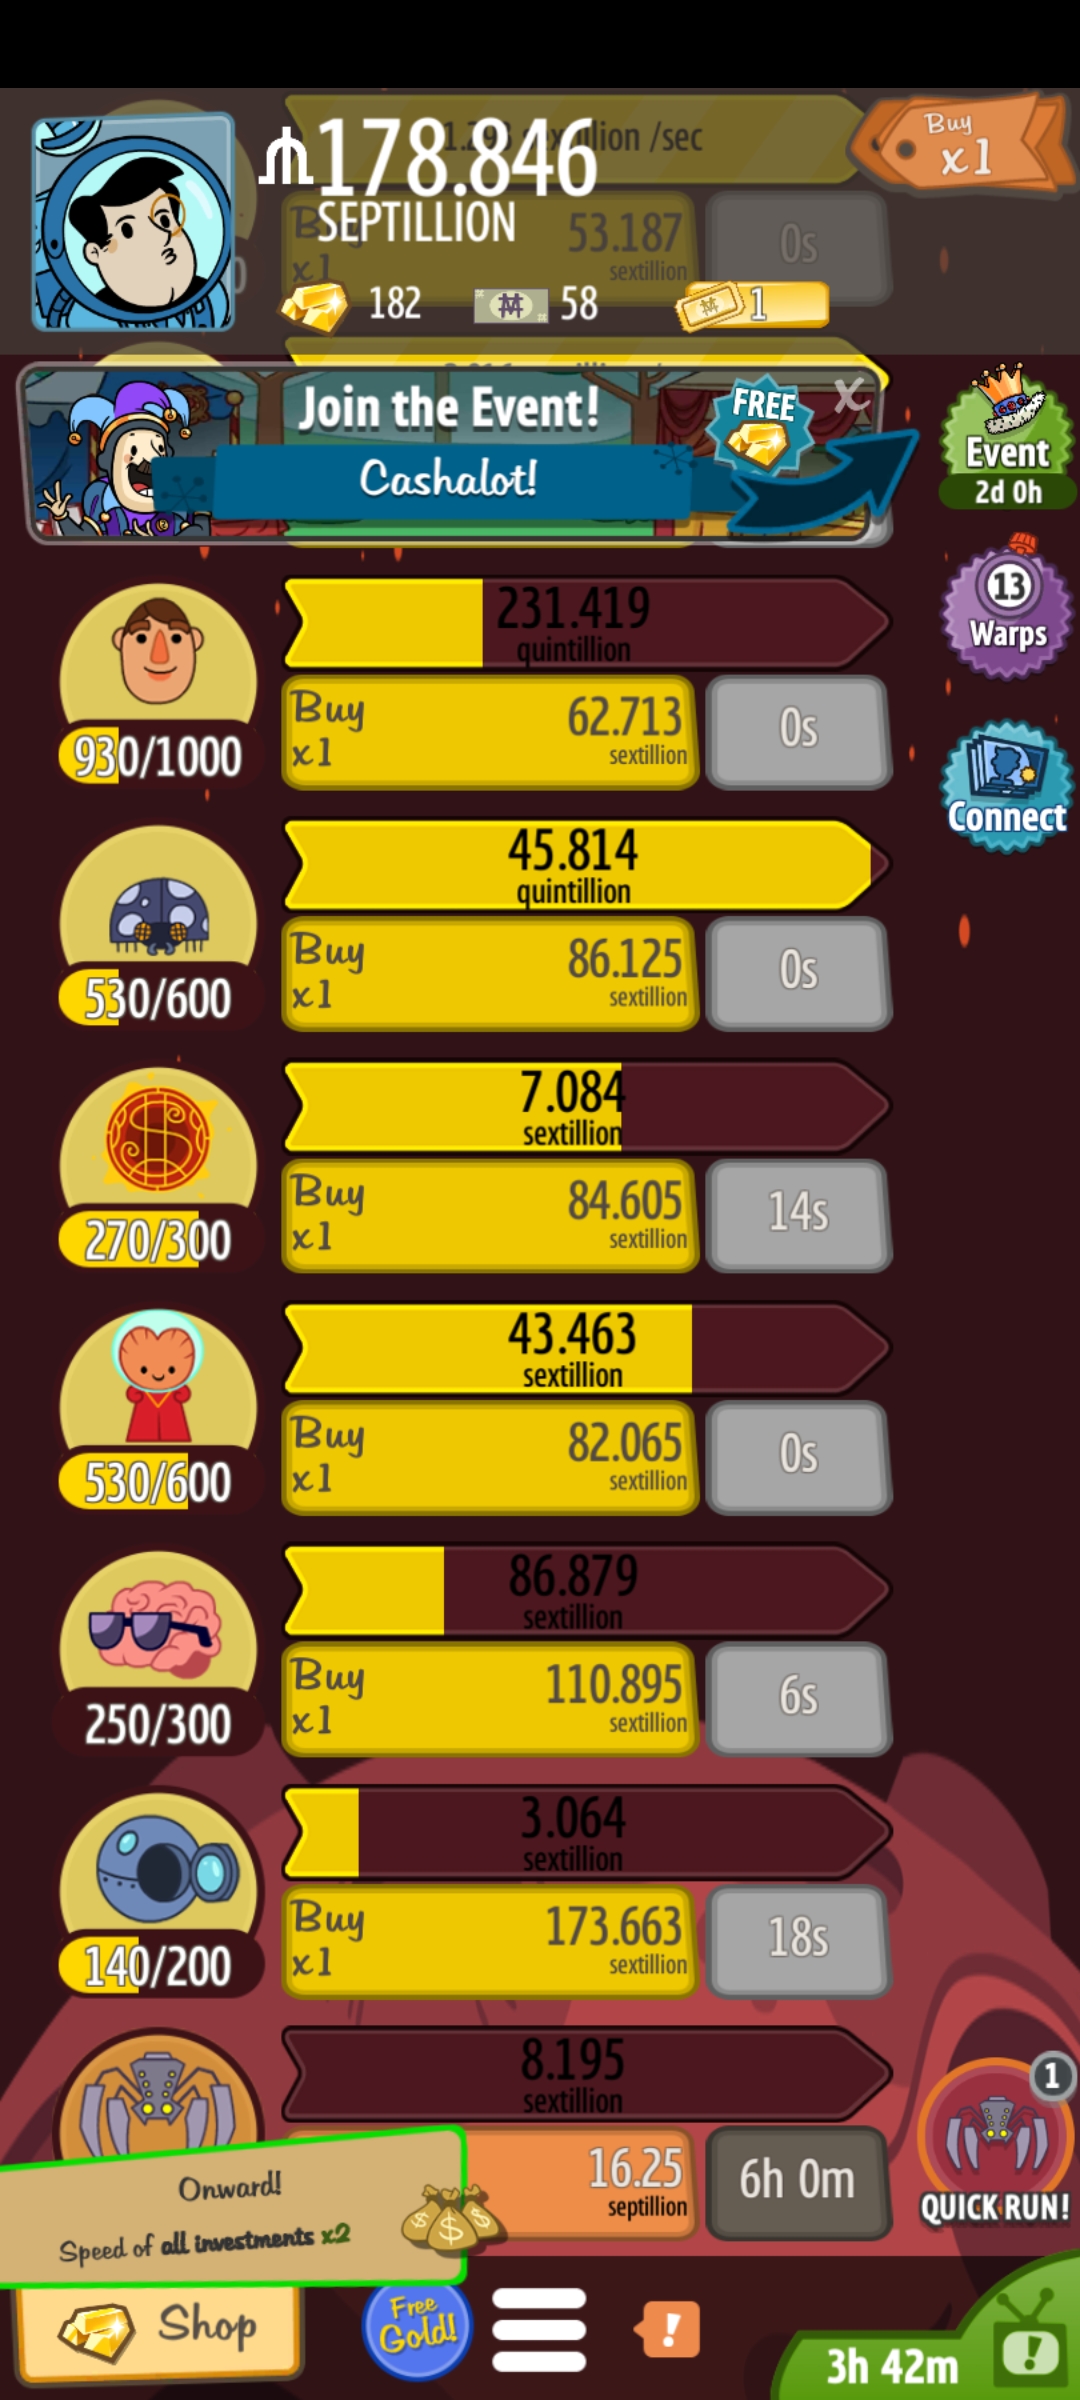 178.846
SEPTILLION
Buy
x1
/sec
Buy
x1
53.187
sextillion
0s
182
58
1
Join the Event!
FREE
X
Cashalot!
Event
2d 0h
13
Warps
Connect
231.419
quintillion
930/1000
Buy
x1
62.713
sextillion
0s
45.814
quintillion
530/600
Buy
x1
86.125
sextillion
0s
7.084
sextillion
270/300
Buy
x1
84.605
sextillion
14s
43.463
sextillion
530/600
Buy
x1
82.065
sextillion
0s
86.879
sextillion
250/300
Buy
x1
110.895
sextillion
6s
3.064
sextillion
140/200
Buy
x1
173.663
sextillion
18s
8.195
sextillion
16.25
septillion
6h 0m
1
QUICK RUN!
Onward!
Speed of all investments x2
Shop
Free
Gold!
!
3h 42m
!